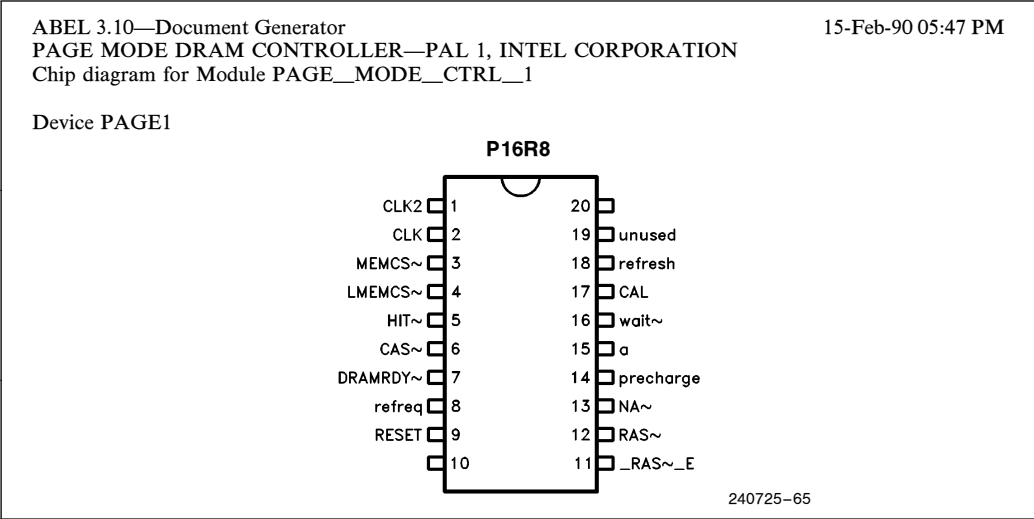 ABEL 3.10—Document Generator 15-Feb-90 05:47 PM
PAGE MODE DRAM CONTROLLER—PAL 1, INTEL CORPORATION
Chip diagram for Module PAGE__MODE__CTRL__1
Device PAGE1
P16R8
CLK2 1 20
CLK 2 19 unused
MEMCS~ 3 18 refresh
LMEMCS~ 4 17 CAL
HIT~ 5 16 wait~
CAS~ 6 15 a
DRAMRDY~ 7 14 precharge
refreq 8 13 NA~
RESET 9 12 RAS~
10 11 _RAS~_E
240725-65